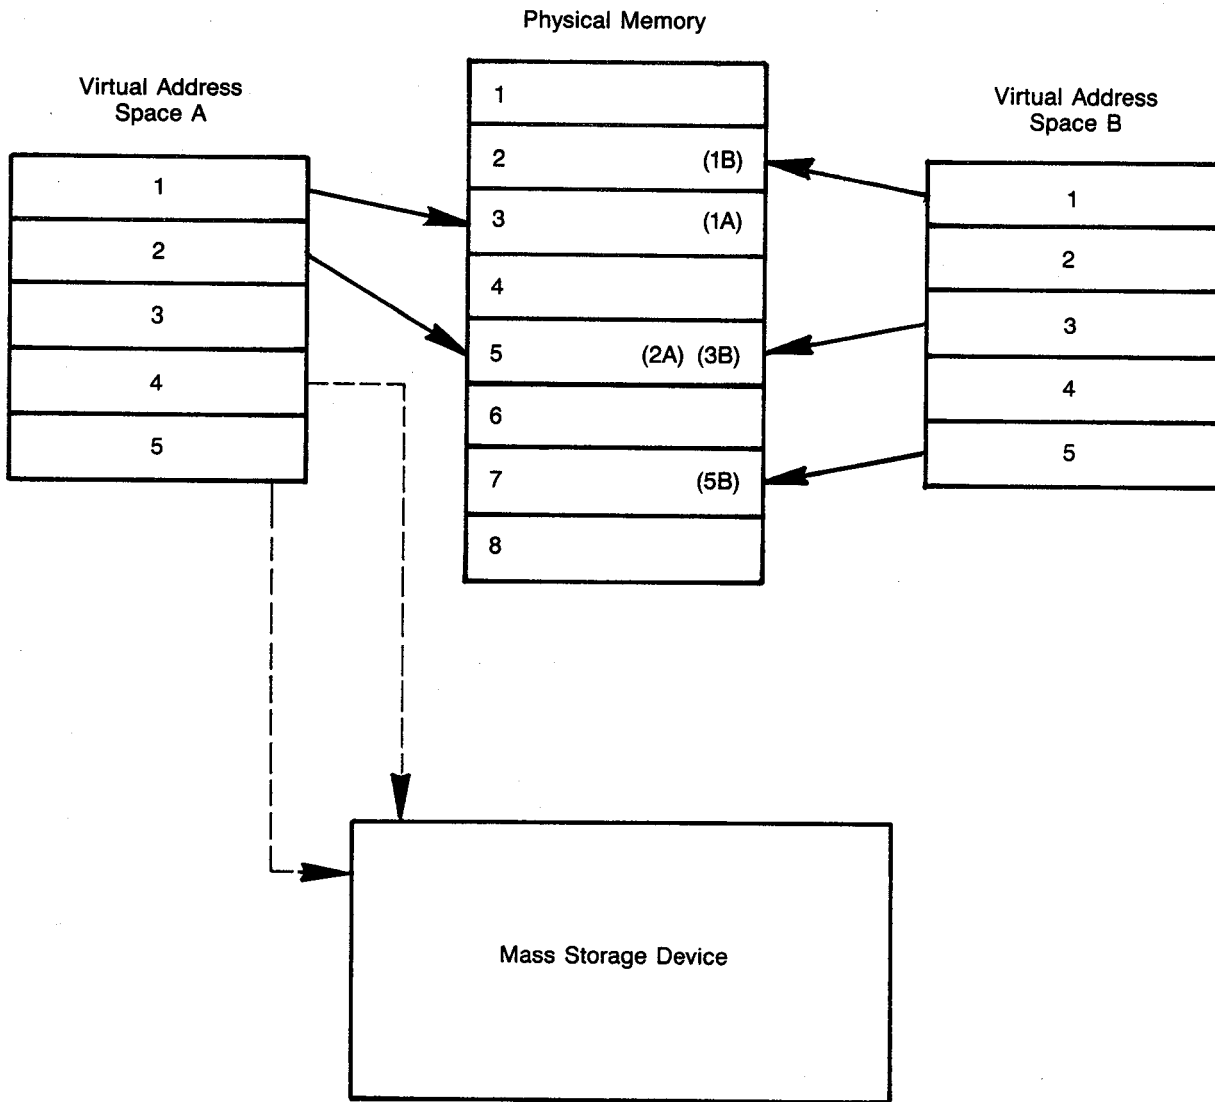 Physical Memory
Virtual Address
Space A
1
2
3
4
5
1
2 (1B)
3 (1A)
4
5 (2A) (3B)
6
7 (5B)
8
Virtual Address
Space B
1
2
3
4
5
Mass Storage Device